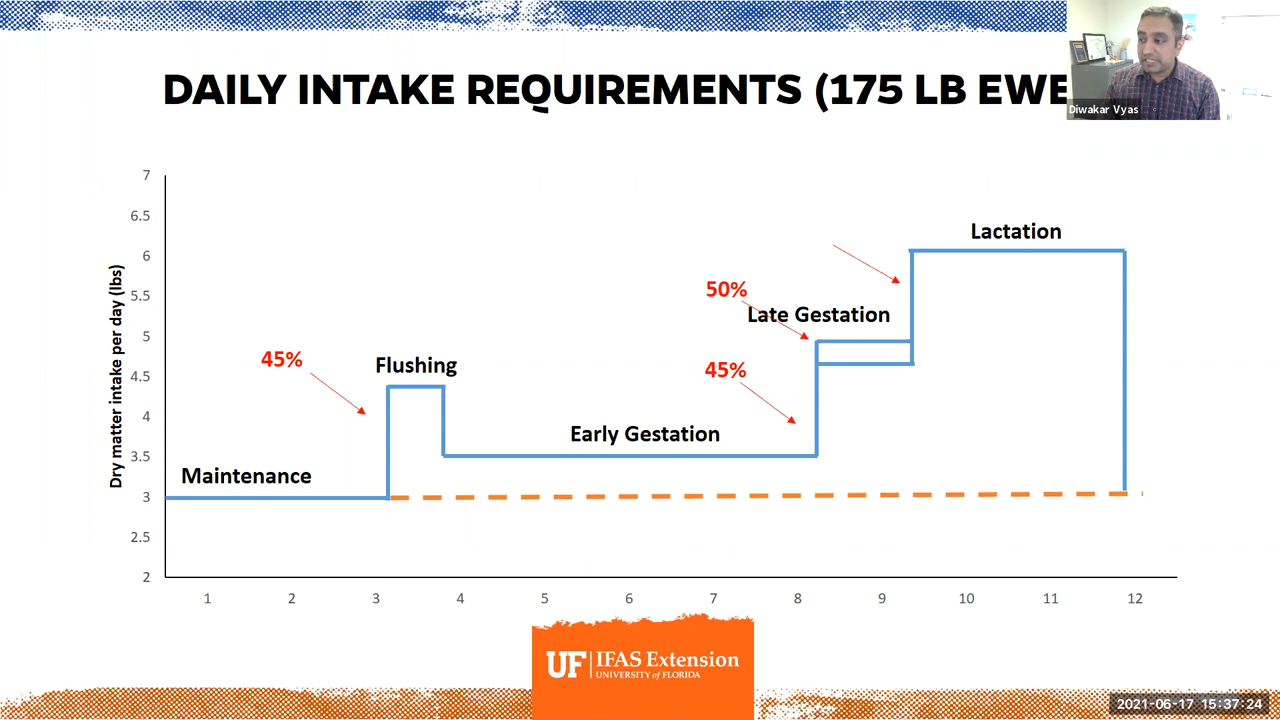 DAILY INTAKE REQUIREMENTS (175 LB EWE
Diwakar Vyas
Dry matter intake per day (lbs)
7
6.5
6
5.5
5
4.5
4
3.5
3
2.5
2
Lactation
50%
Late Gestation
45%
Flushing
45%
Early Gestation
Maintenance
1 2 3 4 5 6 7 8 9 10 11 12
UF IFAS Extension
UNIVERSITY of FLORIDA
2021-06-17 15:37:24